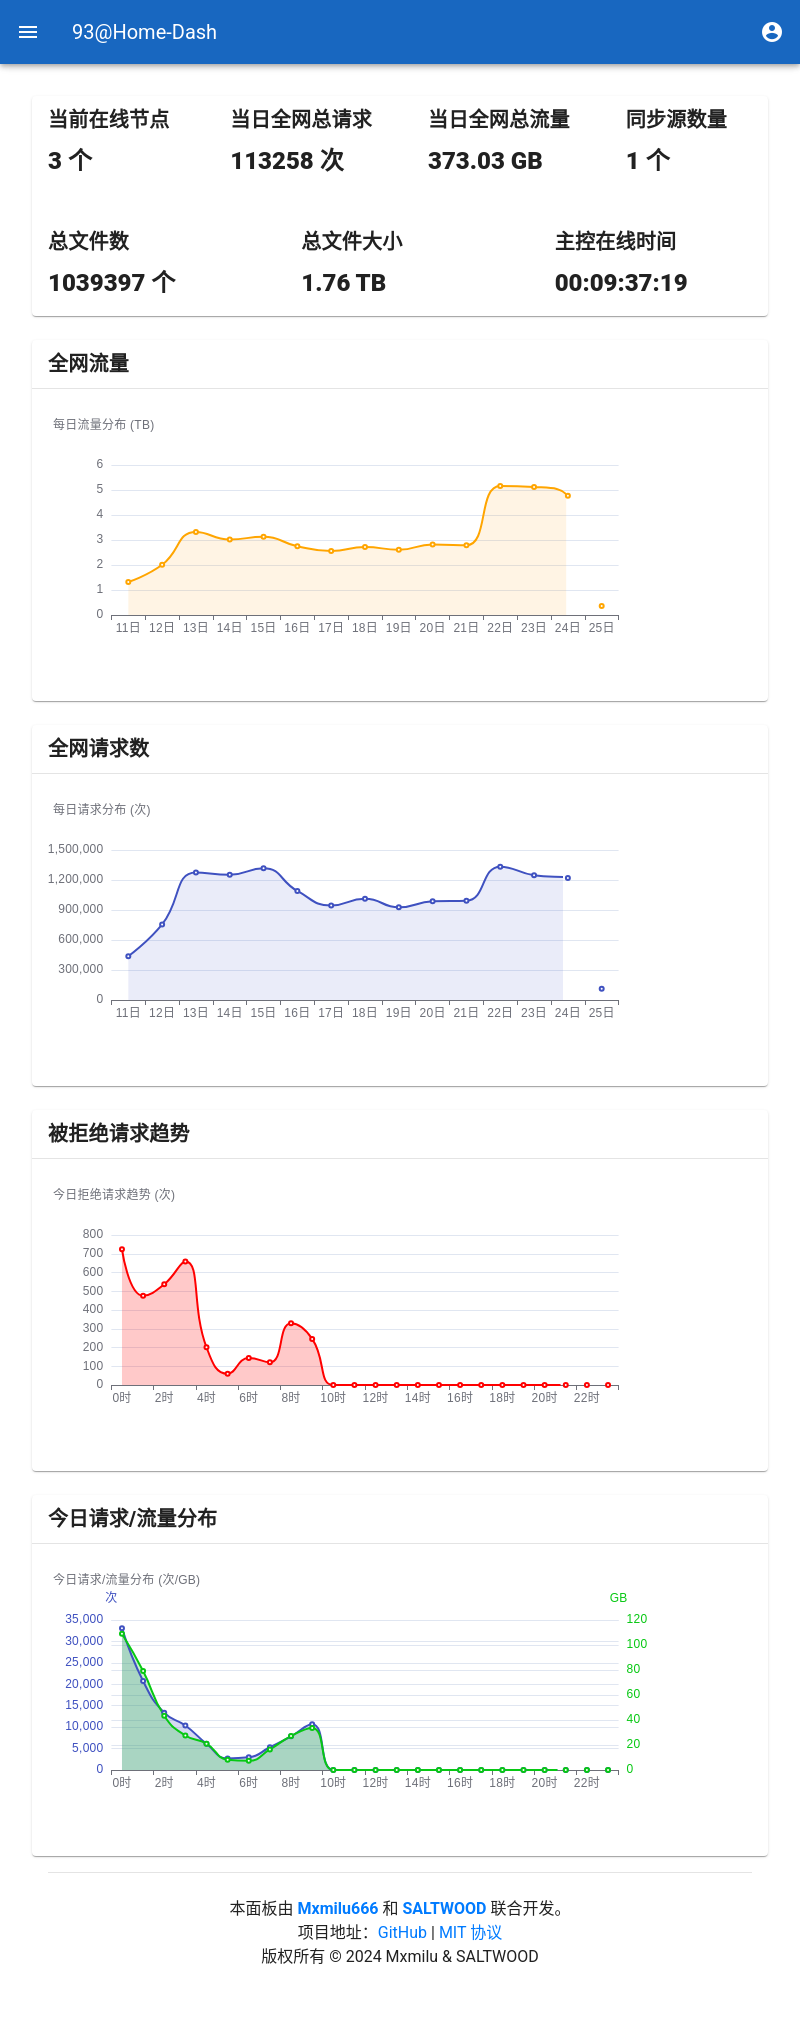 93@Home-Dash
当前在线节点 当日全网总请求 当日全网总流量 同步源数量
3 个 113258 次 373.03 GB 1 个
总文件数 总文件大小 主控在线时间
1039397 个 1.76 TB 00:09:37:19
全网流量
每日流量分布 (TB)
6
5
4
3
2
1
0
11日 12日 13日 14日 15日 16日 17日 18日 19日 20日 21日 22日 23日 24日 25日
全网请求数
每日请求分布 (次)
1,500,000
1,200,000
900,000
600,000
300,000
0
11日 12日 13日 14日 15日 16日 17日 18日 19日 20日 21日 22日 23日 24日 25日
被拒绝请求趋势
今日拒绝请求趋势 (次)
800
700
600
500
400
300
200
100
0
0时 2时 4时 6时 8时 10时 12时 14时 16时 18时 20时 22时
今日请求/流量分布
今日请求/流量分布 (次/GB)
次 GB
35,000 120
30,000 100
25,000 80
20,000 60
15,000 40
10,000 20
5,000 0
0
0时 2时 4时 6时 8时 10时 12时 14时 16时 18时 20时 22时
本面板由 Mxmilu666 和 SALTWOOD 联合开发。
项目地址：GitHub | MIT 协议
版权所有 © 2024 Mxmilu & SALTWOOD